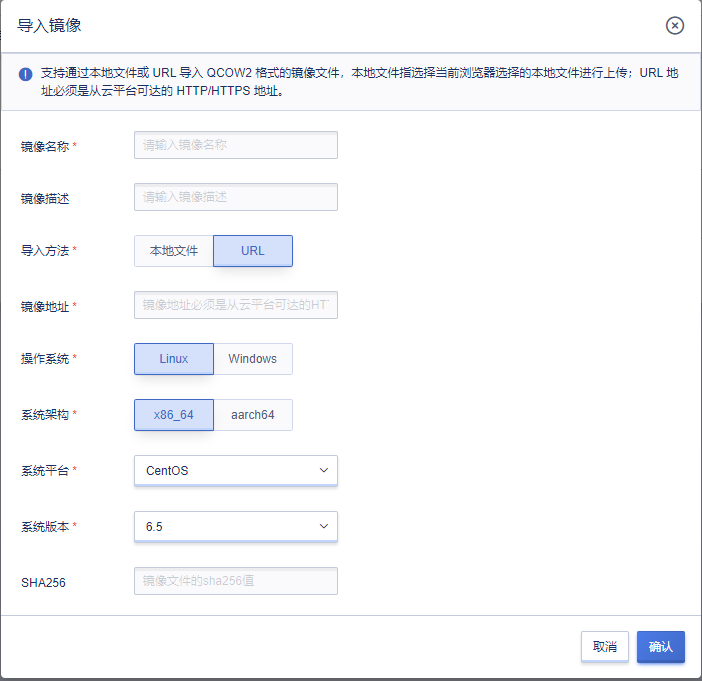 导入镜像
支持通过本地文件或 URL 导入 QCOW2 格式的镜像文件，本地文件指选择当前浏览器选择的本地文件进行上传；URL 地
址必须是从云平台可达的 HTTP/HTTPS 地址。
镜像名称 * 请输入镜像名称
镜像描述 请输入镜像描述
导入方法 * 本地文件 URL
镜像地址 * 镜像地址必须是从云平台可达的HT
操作系统 * Linux Windows
系统架构 * x86_64 aarch64
系统平台 * CentOS
系统版本 * 6.5
SHA256 镜像文件的sha256值
取消 确认